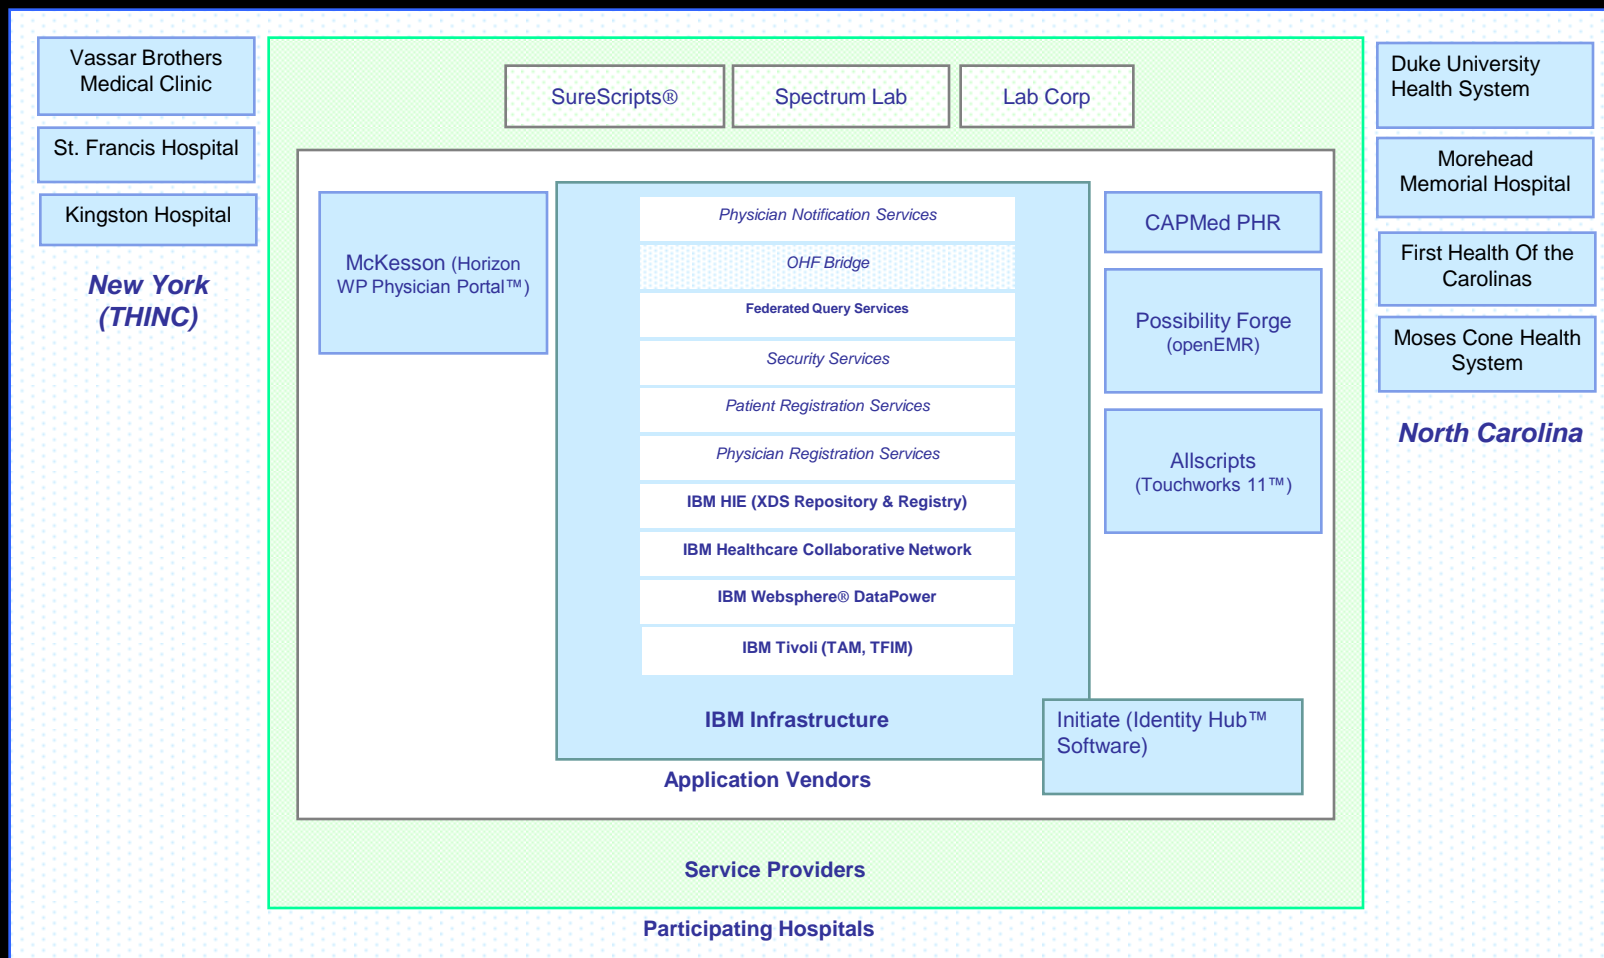 Vassar Brothers
Medical Clinic
St. Francis Hospital
Kingston Hospital
New York
(THINC)
SureScripts®
Spectrum Lab
Lab Corp
McKesson (Horizon
WP Physician Portal™)
Physician Notification Services
OHF Bridge
Federated Query Services
Security Services
Patient Registration Services
Physician Registration Services
IBM HIE (XDS Repository & Registry)
IBM Healthcare Collaborative Network
IBM Websphere® DataPower
IBM Tivoli (TAM, TFIM)
IBM Infrastructure
CAPMed PHR
Possibility Forge
(openEMR)
Allscripts
(Touchworks 11™)
Initiate (Identity Hub™
Software)
Application Vendors
Service Providers
Participating Hospitals
Duke University
Health System
Morehead
Memorial Hospital
First Health Of the
Carolinas
Moses Cone Health
System
North Carolina